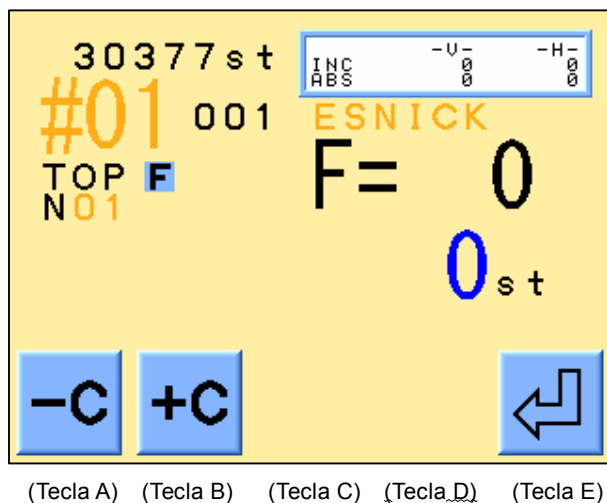 30377st
-V- -H-
INC 0 0
ABS 0 0
#01 001 ESNICK
TOP F F= 0
N01
0st
-C +C
(Tecla A) (Tecla B) (Tecla C) (Tecla D) (Tecla E)